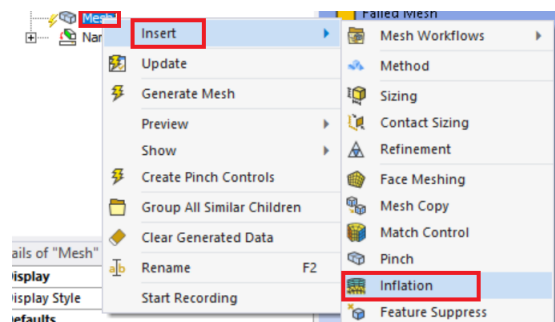 Mesh
Nar
Failed Mesh
Insert
Update
Generate Mesh
Preview
Show
Create Pinch Controls
Group All Similar Children
Clear Generated Data
Rename F2
Start Recording
Mesh Workflows
Method
Sizing
Contact Sizing
Refinement
Face Meshing
Mesh Copy
Match Control
Pinch
Inflation
Feature Suppress
ails of "Mesh"
isplay
isplay Style
efaults